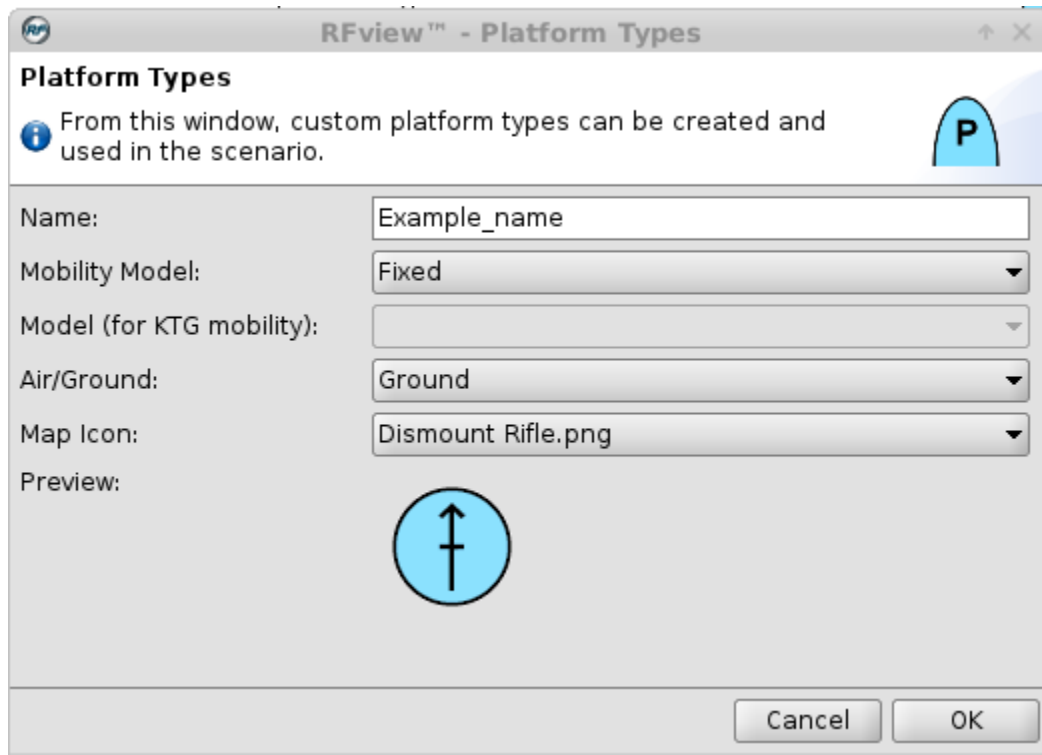 RF
RFview™ - Platform Types
Platform Types
From this window, custom platform types can be created and
used in the scenario.
P
Name:
Example_name
Mobility Model:
Fixed
Model (for KTG mobility):
Air/Ground:
Ground
Map Icon:
Dismount Rifle.png
Preview:
Cancel
OK